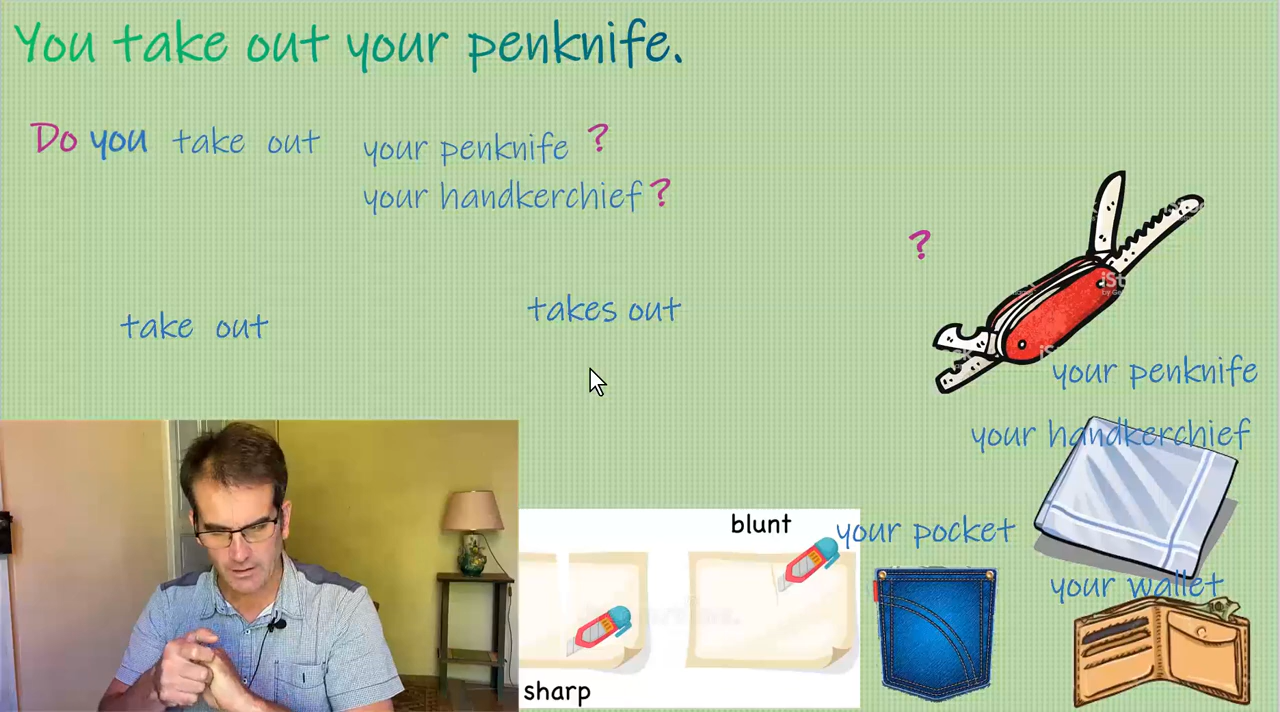 You take out your penknife.
Do you take out your penknife ?
your handkerchief ?
?
take out
takes out
your penknife
your handkerchief
blunt
your pocket
your wallet
sharp